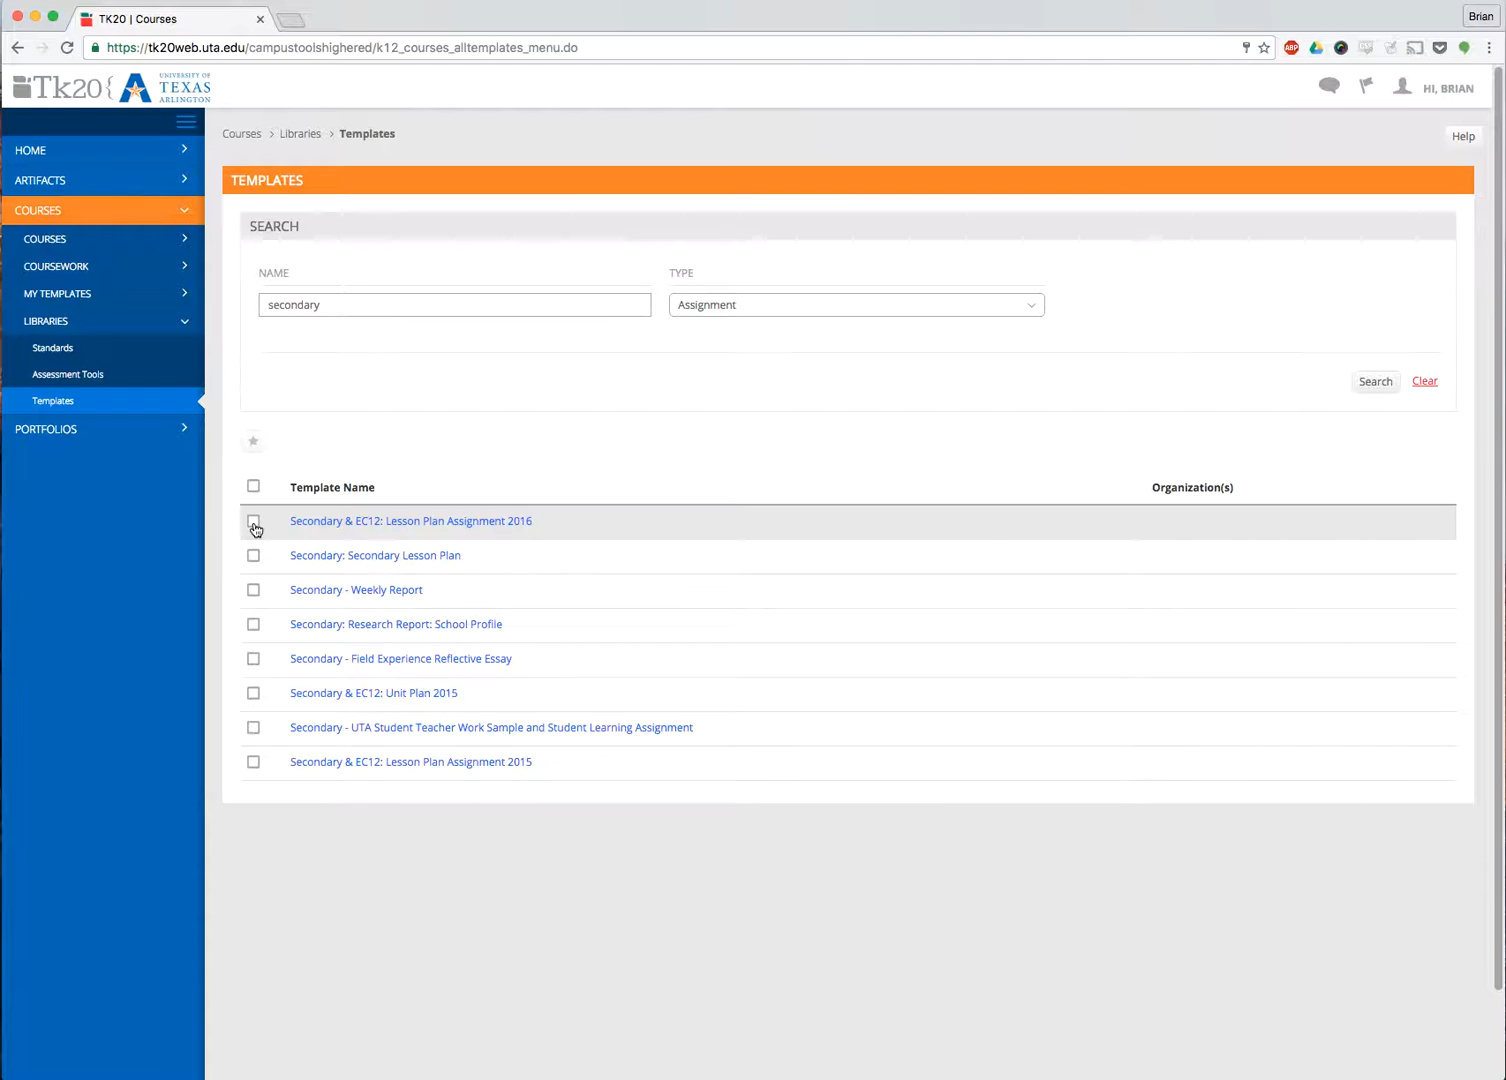 TK20 | Courses
Brian
https://tk20web.uta.edu/campustoolshighered/k12_courses_alltemplates_menu.do
ABP
Tk20{ UNIVERSITY OF
TEXAS
ARLINGTON
HI, BRIAN
HOME
ARTIFACTS
COURSES
COURSES
COURSEWORK
MY TEMPLATES
LIBRARIES
Standards
Assessment Tools
Templates
PORTFOLIOS
Courses > Libraries > Templates
Help
TEMPLATES
SEARCH
NAME TYPE
secondary Assignment
Search Clear
Template Name Organization(s)
Secondary & EC12: Lesson Plan Assignment 2016
Secondary: Secondary Lesson Plan
Secondary - Weekly Report
Secondary: Research Report: School Profile
Secondary - Field Experience Reflective Essay
Secondary & EC12: Unit Plan 2015
Secondary - UTA Student Teacher Work Sample and Student Learning Assignment
Secondary & EC12: Lesson Plan Assignment 2015